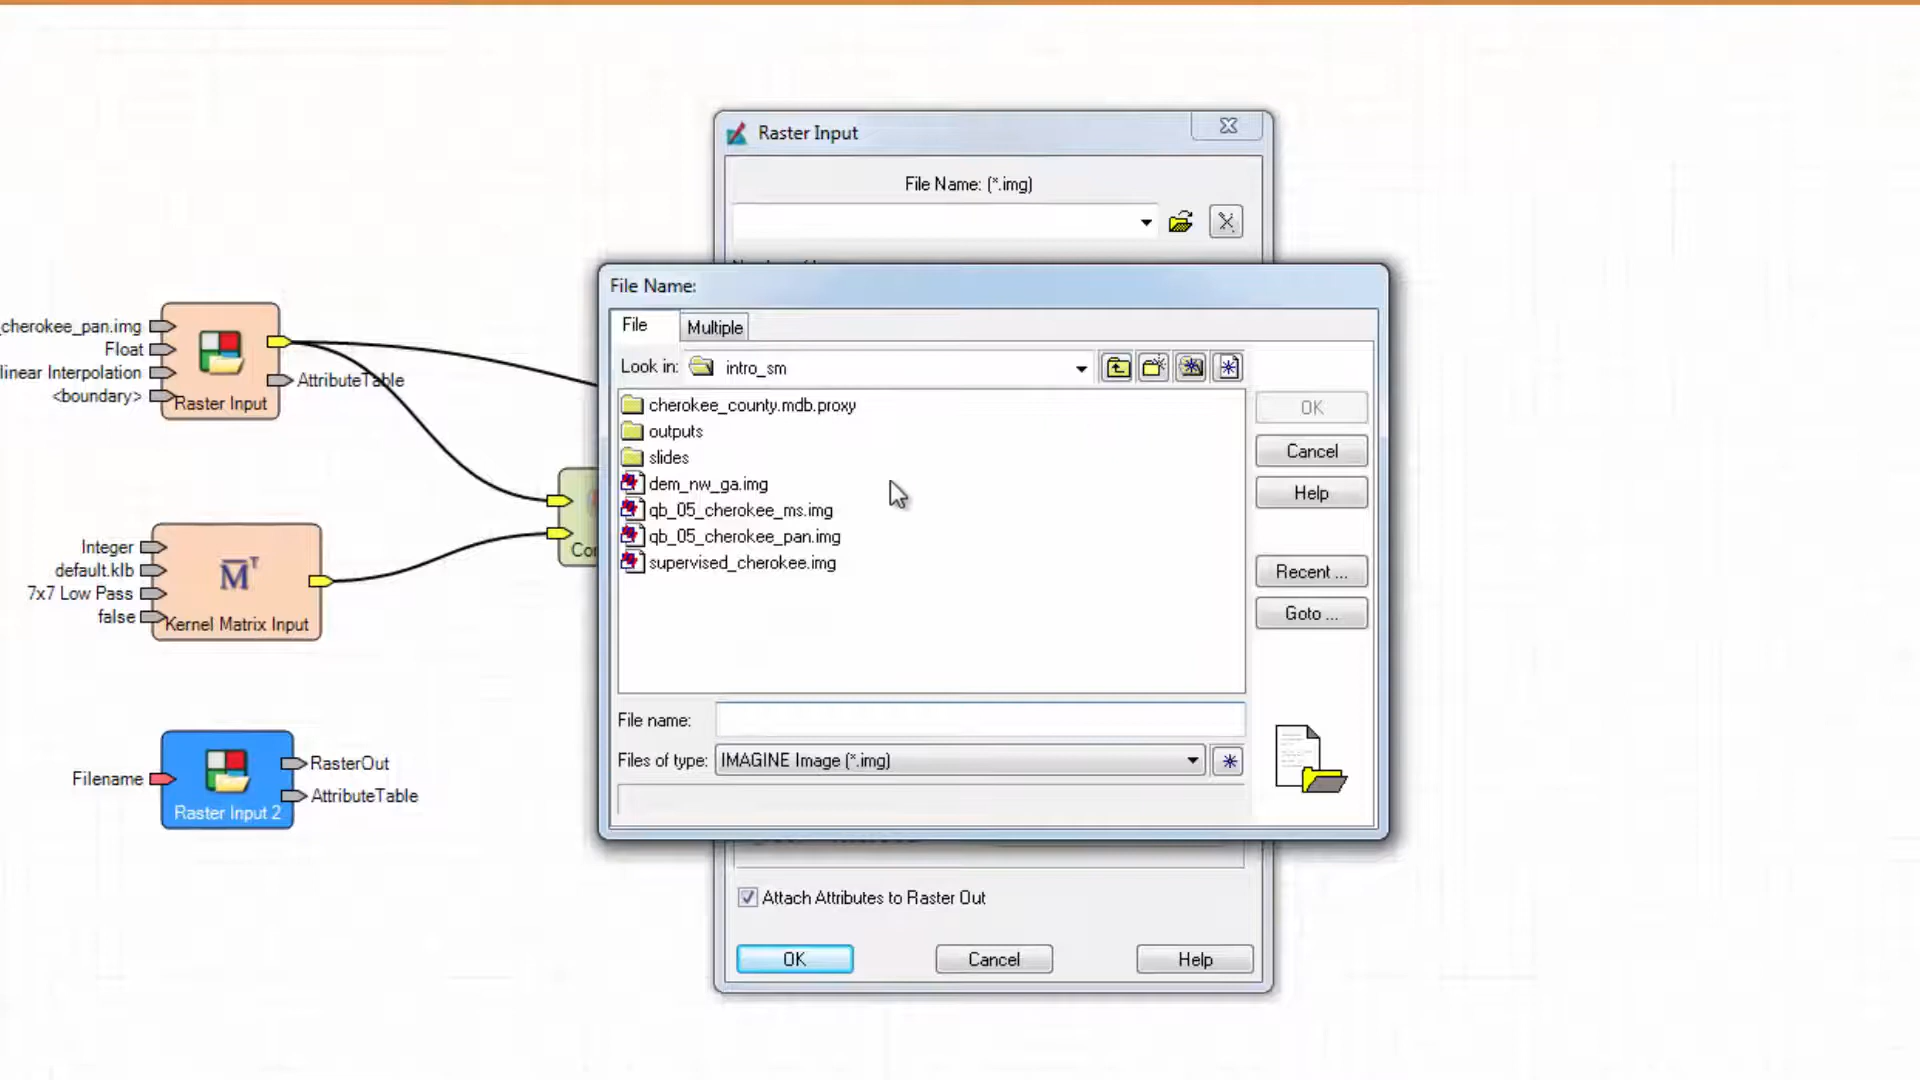 Raster Input
File Name: (*.img)
File Name:
File
Multiple
Look in:
intro_sm
cherokee_county.mdb.proxy
outputs
slides
dem_nw_ga.img
qb_05_cherokee_ms.img
qb_05_cherokee_pan.img
supervised_cherokee.img
OK
Cancel
Help
Recent ...
Goto ...
File name:
Files of type:
IMAGINE Image (*.img)
Attach Attributes to Raster Out
OK
Cancel
Help
_cherokee_pan.img
Float
linear Interpolation
<boundary>
AttributeTable
Raster Input
Integer
default.klb
7x7 Low Pass
false
Kernel Matrix Input
M T
Con
Filename
RasterOut
AttributeTable
Raster Input 2